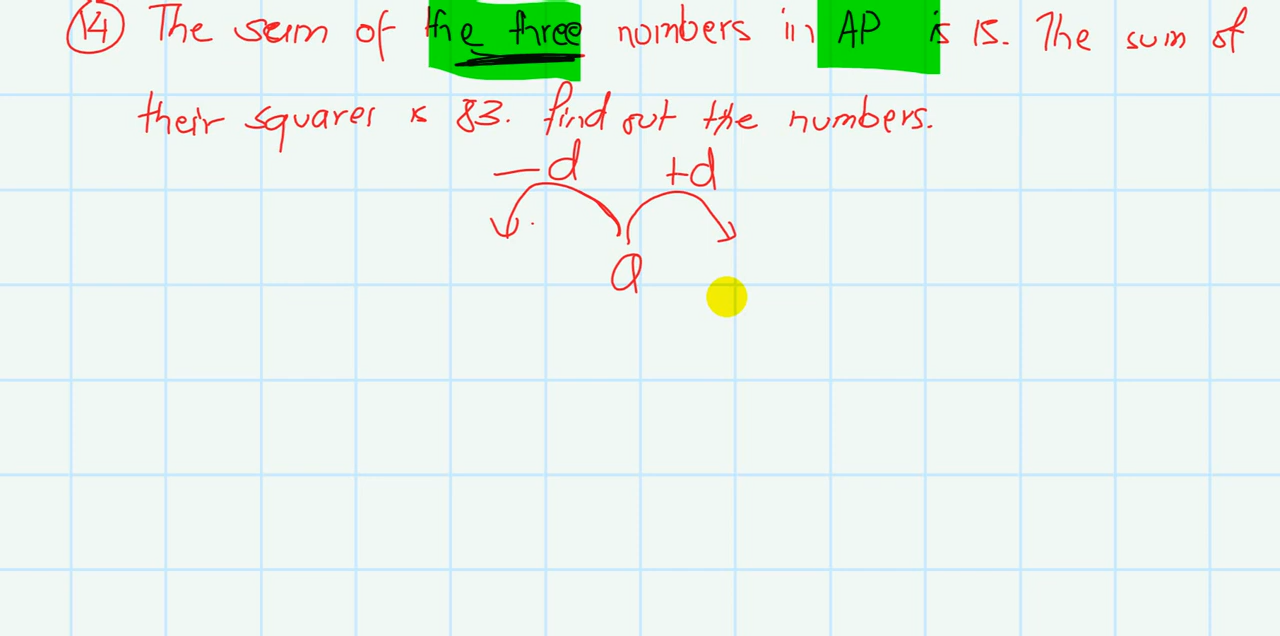 14 The sum of the three numbers in AP is 15. The sum of
their squares is 83. find out the numbers.
—d +d
a